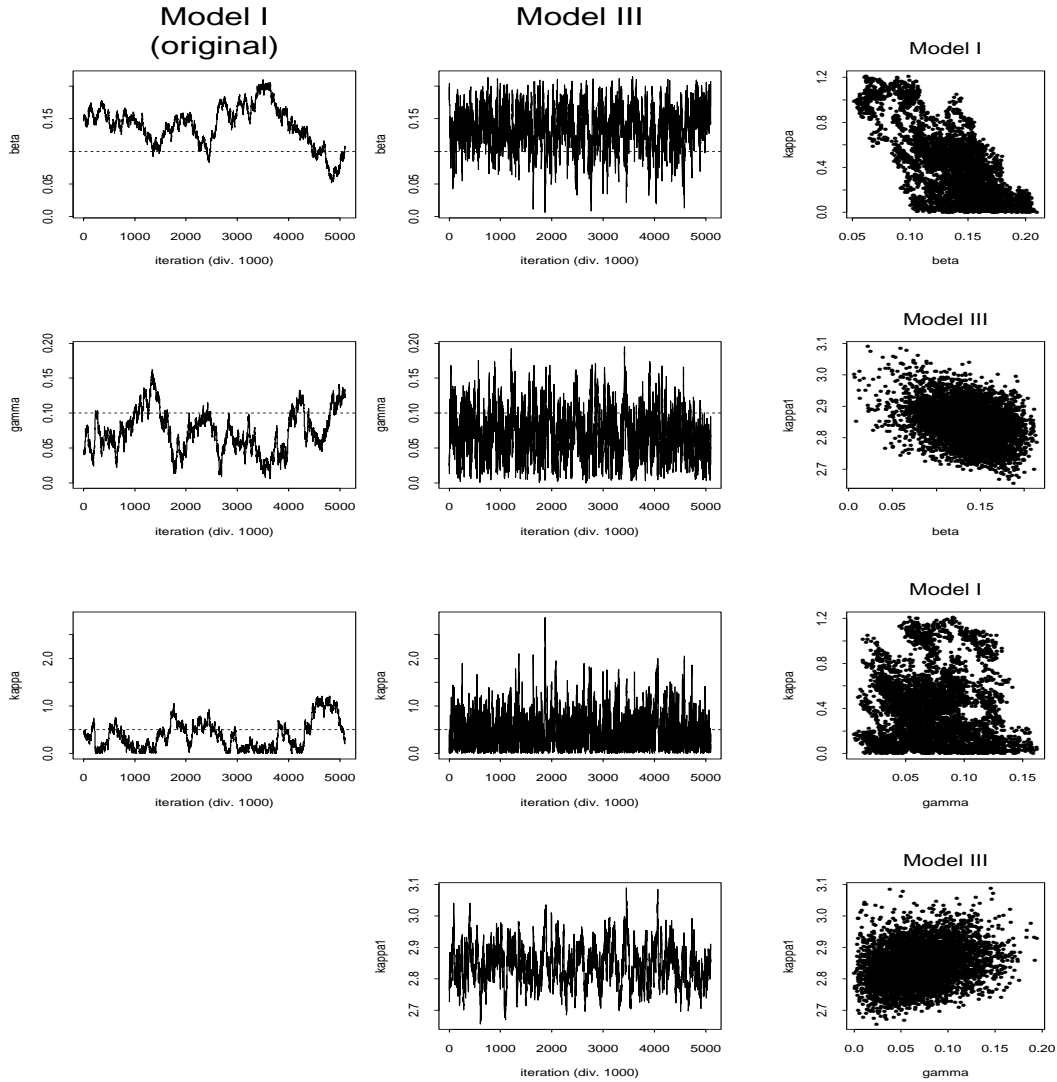 Model I
(original)
Model III
Model I
beta
0.0 0.05 0.15
0 1000 2000 3000 4000 5000
iteration (div. 1000)
beta
0.0 0.05 0.15
0 1000 2000 3000 4000 5000
iteration (div. 1000)
kappa
0.0 0.4 0.8 1.2
0.05 0.10 0.15 0.20
beta
Model III
gamma
0.0 0.05 0.10 0.15 0.20
0 1000 2000 3000 4000 5000
iteration (div. 1000)
gamma
0.0 0.05 0.10 0.15 0.20
0 1000 2000 3000 4000 5000
iteration (div. 1000)
kappa1
2.7 2.8 2.9 3.0 3.1
0.0 0.05 0.15
beta
Model I
kappa
0.0 1.0 2.0
0 1000 2000 3000 4000 5000
iteration (div. 1000)
kappa
0.0 1.0 2.0
0 1000 2000 3000 4000 5000
iteration (div. 1000)
kappa
0.0 0.4 0.8 1.2
0.05 0.10 0.15
gamma
Model III
kappa1
2.7 2.8 2.9 3.0 3.1
0 1000 2000 3000 4000 5000
iteration (div. 1000)
kappa1
2.7 2.8 2.9 3.0 3.1
0.0 0.05 0.10 0.15 0.20
gamma